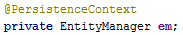 @PersistenceContext
private EntityManager em;